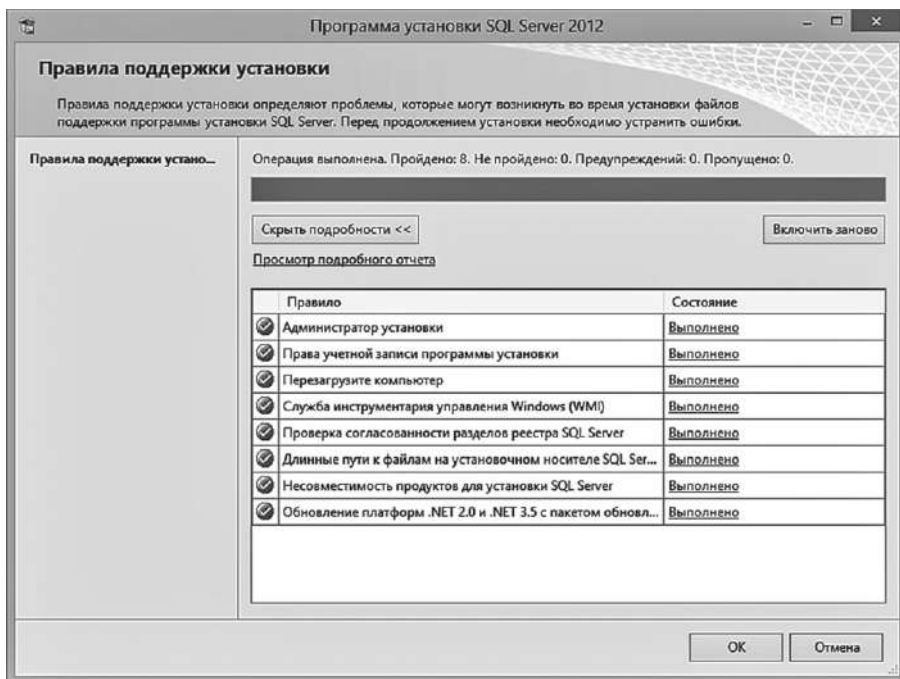 Программа установки SQL Server 2012
Правила поддержки установки
Правила поддержки установки определяют проблемы, которые могут возникнуть во время установки файлов
поддержки программы установки SQL Server. Перед продолжением установки необходимо устранить ошибки.
Правила поддержки устано...
Операция выполнена. Пройдено: 8. Не пройдено: 0. Предупреждений: 0. Пропущено: 0.
Скрыть подробности <<
Включить заново
Просмотр подробного отчета
Правило Состояние
Администратор установки Выполнено
Права учетной записи программы установки Выполнено
Перезагрузите компьютер Выполнено
Служба инструментария управления Windows (WMI) Выполнено
Проверка согласованности разделов реестра SQL Server Выполнено
Длинные пути к файлам на установочном носителе SQL Ser... Выполнено
Несовместимость продуктов для установки SQL Server Выполнено
Обновление платформ .NET 2.0 и .NET 3.5 с пакетом обновл... Выполнено
OK Отмена